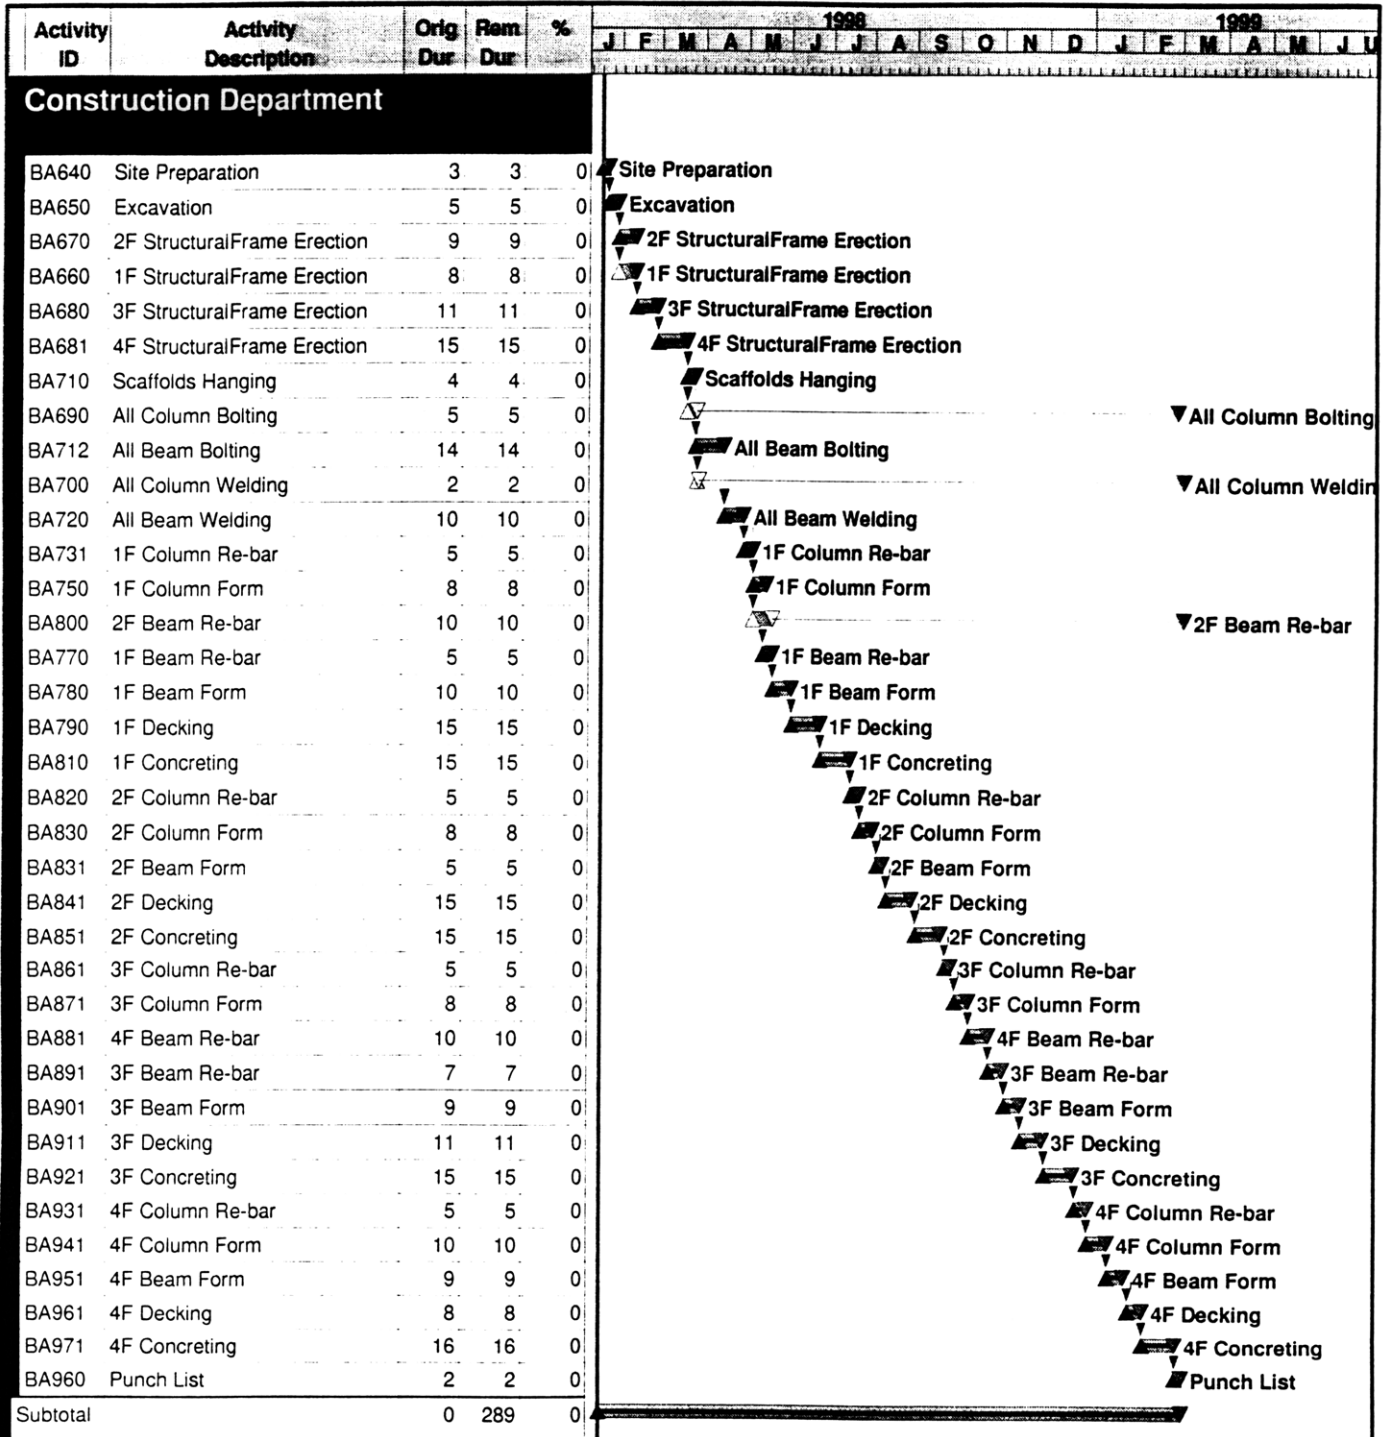 Activity ID Activity Description Orig Dur Rem Dur % 1998 1999
J F M A M J J A S O N D J F M A M J U
Construction Department
BA640 Site Preparation 3 3 0 Site Preparation
BA650 Excavation 5 5 0 Excavation
BA670 2F StructuralFrame Erection 9 9 0 2F StructuralFrame Erection
BA660 1F StructuralFrame Erection 8 8 0 1F StructuralFrame Erection
BA680 3F StructuralFrame Erection 11 11 0 3F StructuralFrame Erection
BA681 4F StructuralFrame Erection 15 15 0 4F StructuralFrame Erection
BA710 Scaffolds Hanging 4 4 0 Scaffolds Hanging
BA690 All Column Bolting 5 5 0 All Column Bolting
BA712 All Beam Bolting 14 14 0 All Beam Bolting
BA700 All Column Welding 2 2 0 All Column Weldin
BA720 All Beam Welding 10 10 0 All Beam Welding
BA731 1F Column Re-bar 5 5 0 1F Column Re-bar
BA750 1F Column Form 8 8 0 1F Column Form
BA800 2F Beam Re-bar 10 10 0 2F Beam Re-bar
BA770 1F Beam Re-bar 5 5 0 1F Beam Re-bar
BA780 1F Beam Form 10 10 0 1F Beam Form
BA790 1F Decking 15 15 0 1F Decking
BA810 1F Concreting 15 15 0 1F Concreting
BA820 2F Column Re-bar 5 5 0 2F Column Re-bar
BA830 2F Column Form 8 8 0 2F Column Form
BA831 2F Beam Form 5 5 0 2F Beam Form
BA841 2F Decking 15 15 0 2F Decking
BA851 2F Concreting 15 15 0 2F Concreting
BA861 3F Column Re-bar 5 5 0 3F Column Re-bar
BA871 3F Column Form 8 8 0 3F Column Form
BA881 4F Beam Re-bar 10 10 0 4F Beam Re-bar
BA891 3F Beam Re-bar 7 7 0 3F Beam Re-bar
BA901 3F Beam Form 9 9 0 3F Beam Form
BA911 3F Decking 11 11 0 3F Decking
BA921 3F Concreting 15 15 0 3F Concreting
BA931 4F Column Re-bar 5 5 0 4F Column Re-bar
BA941 4F Column Form 10 10 0 4F Column Form
BA951 4F Beam Form 9 9 0 4F Beam Form
BA961 4F Decking 8 8 0 4F Decking
BA971 4F Concreting 16 16 0 4F Concreting
BA960 Punch List 2 2 0 Punch List
Subtotal 0 289 0